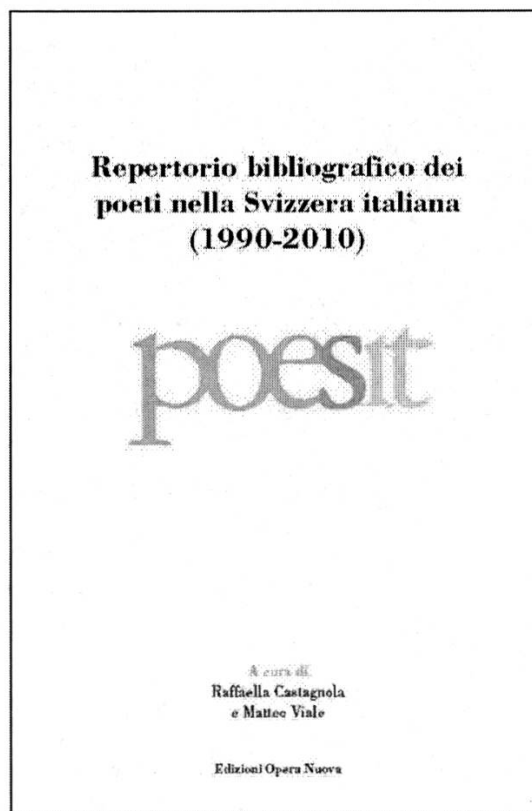 Repertorio bibliografico dei
poeti nella Svizzera italiana
(1990-2010)
poesit
A cura di
Raffaella Castagnola
e Matteo Viale
Edizioni Opera Nuova